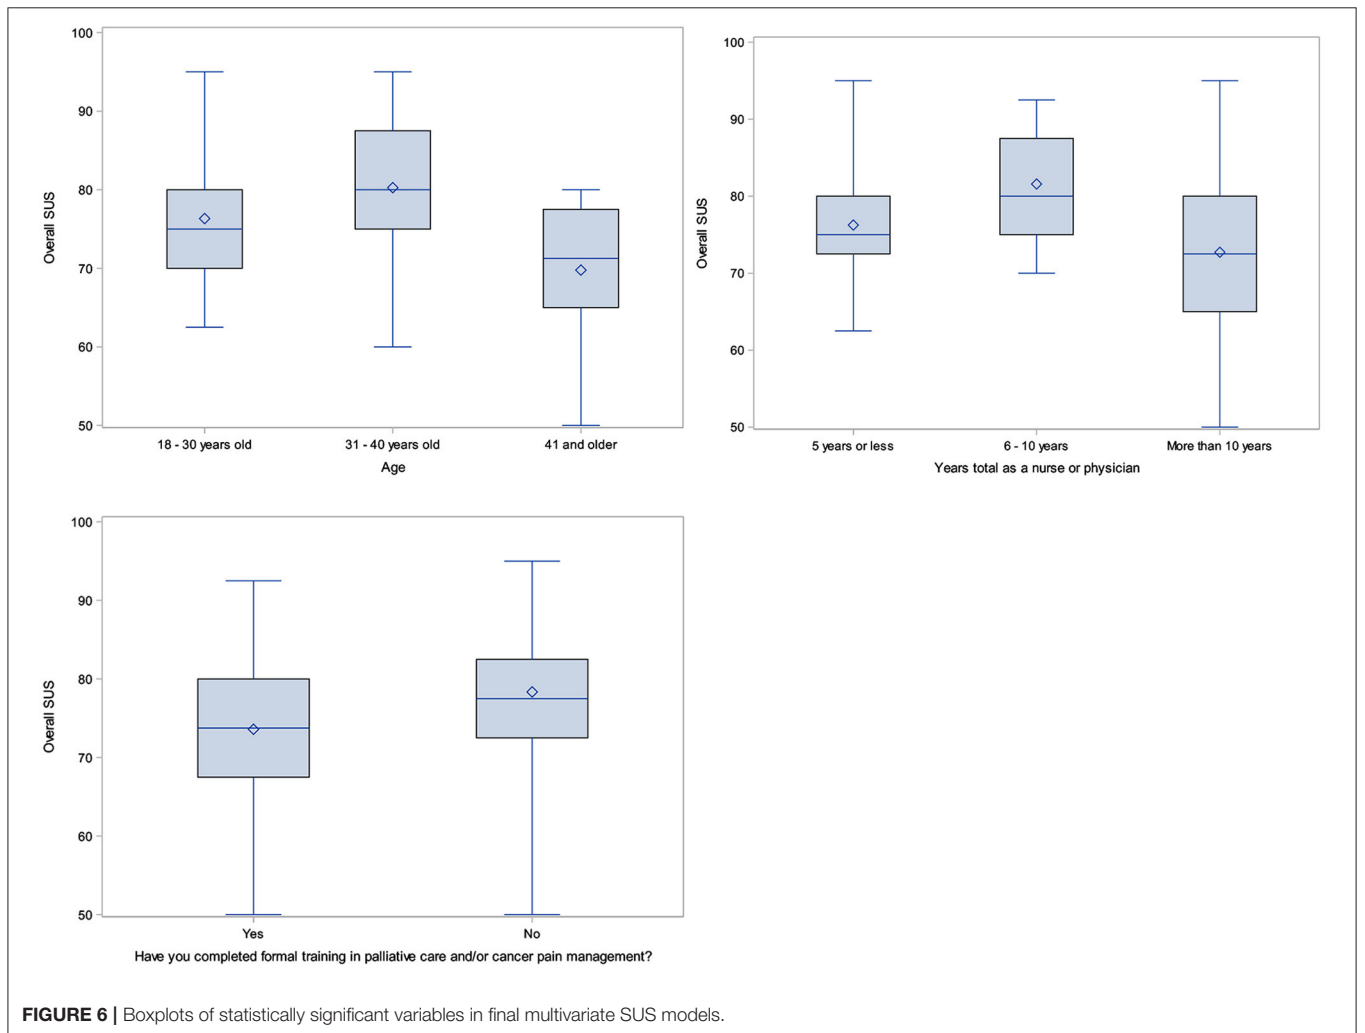 100
90
80
70
60
50
Overall SUS
18 - 30 years old 31 - 40 years old 41 and older
Age
100
90
80
70
60
50
Overall SUS
5 years or less 6 - 10 years More than 10 years
Years total as a nurse or physician
100
90
80
70
60
50
Overall SUS
Yes No
Have you completed formal training in palliative care and/or cancer pain management?
FIGURE 6 | Boxplots of statistically significant variables in final multivariate SUS models.